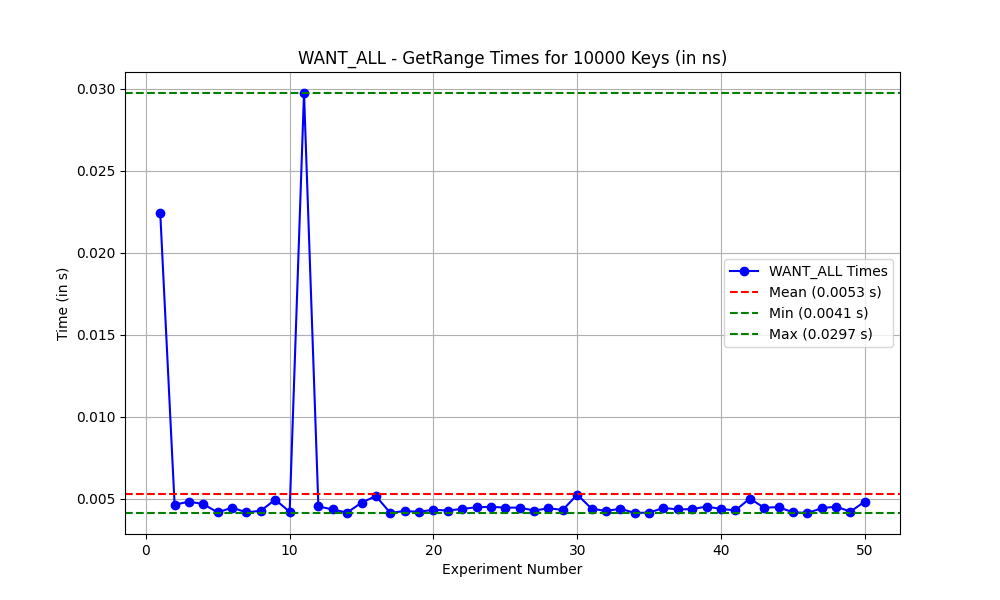 WANT_ALL - GetRange Times for 10000 Keys (in ns)
0.030
0.025
0.020
0.015
0.010
0.005
Time (in s)
WANT_ALL Times
Mean (0.0053 s)
Min (0.0041 s)
Max (0.0297 s)
0 10 20 30 40 50
Experiment Number